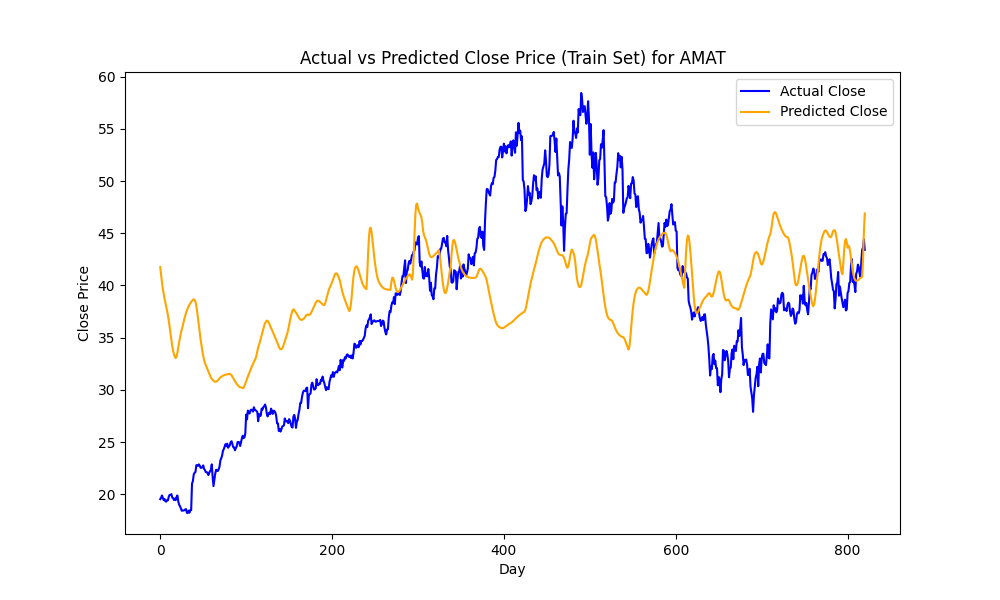 Actual vs Predicted Close Price (Train Set) for AMAT
Actual Close
Predicted Close
Close Price
60
55
50
45
40
35
30
25
20
0 200 400 600 800
Day